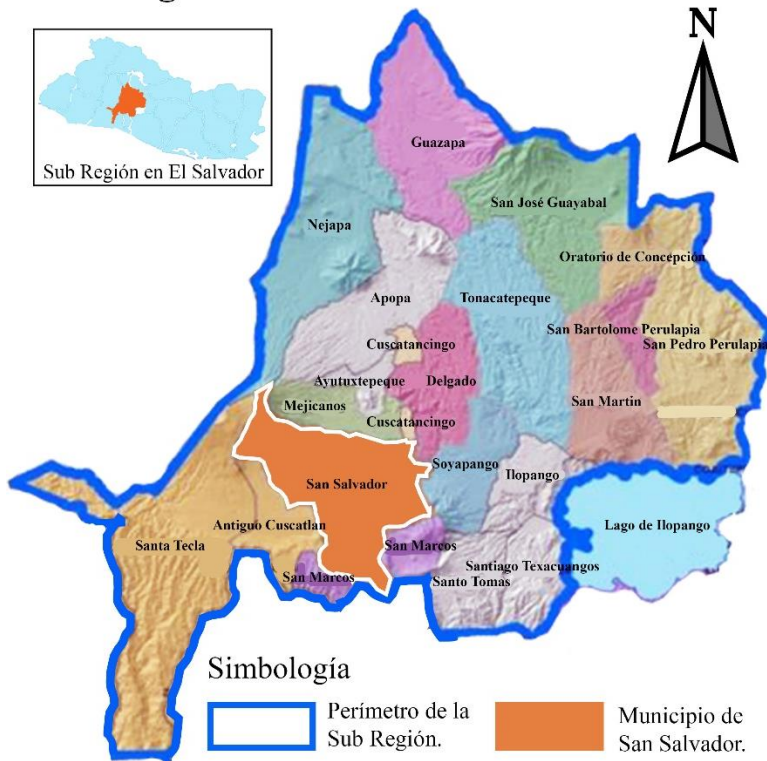 N
Sub Región en El Salvador
Guazapa
San José Guayabal
Nejapa
Oratorio de Concepción
Apopa
Tonacatepeque
San Bartolome Perulapia
Cuscatancingo
San Pedro Perulapia
Ayutuxtepeque
Delgado
Mejicanos
San Martin
Cuscatancingo
Soyapango
Ilopango
San Salvador
Antiguo Cuscatlan
Lago de Ilopango
Santa Tecla
San Marcos
Santiago Texacuangos
San Marcos
Santo Tomas
Simbología
Perímetro de la
Sub Región.
Municipio de
San Salvador.